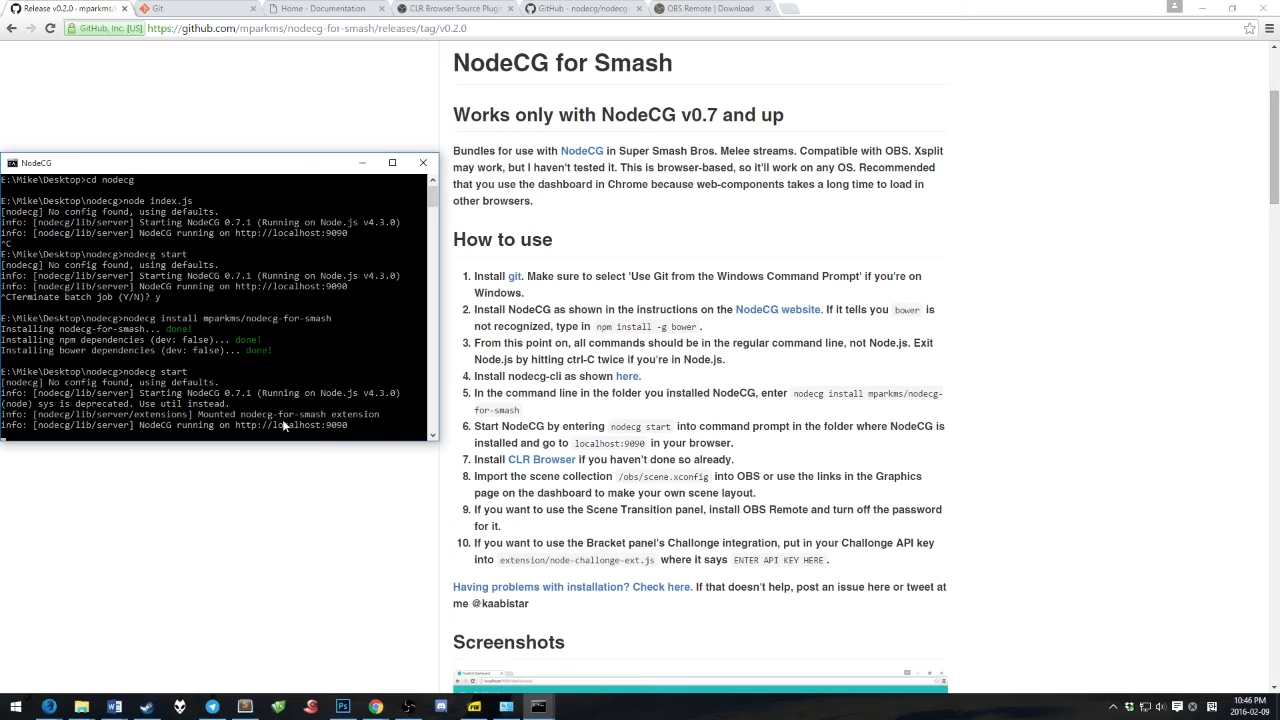 Release v0.2.0 · mparkms/
Git
Home · Documentation
CLR Browser Source Plugi
GitHub - nodecg/nodecg:
OBS Remote | Download
GitHub, Inc. [US]
https://github.com/mparkms/nodecg-for-smash/releases/tag/v0.2.0
NodeCG for Smash
Works only with NodeCG v0.7 and up
Bundles for use with NodeCG in Super Smash Bros. Melee streams. Compatible with OBS. Xsplit
may work, but I haven't tested it. This is browser-based, so it'll work on any OS. Recommended
that you use the dashboard in Chrome because web-components takes a long time to load in
other browsers.
How to use
1. Install git. Make sure to select 'Use Git from the Windows Command Prompt' if you're on
Windows.
2. Install NodeCG as shown in the instructions on the NodeCG website. If it tells you bower is
not recognized, type in npm install -g bower .
3. From this point on, all commands should be in the regular command line, not Node.js. Exit
Node.js by hitting ctrl-C twice if you're in Node.js.
4. Install nodecg-cli as shown here.
5. In the command line in the folder you installed NodeCG, enter nodecg install mparkms/nodecg-
for-smash
6. Start NodeCG by entering nodecg start into command prompt in the folder where NodeCG is
installed and go to localhost:9090 in your browser.
7. Install CLR Browser if you haven't done so already.
8. Import the scene collection /obs/scene.xconfig into OBS or use the links in the Graphics
page on the dashboard to make your own scene layout.
9. If you want to use the Scene Transition panel, install OBS Remote and turn off the password
for it.
10. If you want to use the Bracket panel's Challonge integration, put in your Challonge API key
into extension/node-challonge-ext.js where it says ENTER API KEY HERE .
Having problems with installation? Check here. If that doesn't help, post an issue here or tweet at
me @kaabistar
Screenshots
NodeCG
E:\Mike\Desktop>cd nodecg
E:\Mike\Desktop\nodecg>node index.js
[nodecg] No config found, using defaults.
info: [nodecg/lib/server] Starting NodeCG 0.7.1 (Running on Node.js v4.3.0)
info: [nodecg/lib/server] NodeCG running on http://localhost:9090
^C
E:\Mike\Desktop\nodecg>nodecg start
[nodecg] No config found, using defaults.
info: [nodecg/lib/server] Starting NodeCG 0.7.1 (Running on Node.js v4.3.0)
info: [nodecg/lib/server] NodeCG running on http://localhost:9090
^CTerminate batch job (Y/N)? y
E:\Mike\Desktop\nodecg>nodecg install mparkms/nodecg-for-smash
Installing nodecg-for-smash... done!
Installing npm dependencies (dev: false)... done!
Installing bower dependencies (dev: false)... done!
E:\Mike\Desktop\nodecg>nodecg start
[nodecg] No config found, using defaults.
info: [nodecg/lib/server] Starting NodeCG 0.7.1 (Running on Node.js v4.3.0)
(node) sys is deprecated. Use util instead.
info: [nodecg/lib/server/extensions] Mounted nodecg-for-smash extension
info: [nodecg/lib/server] NodeCG running on http://localhost:9090
10:46 PM
2016-02-09